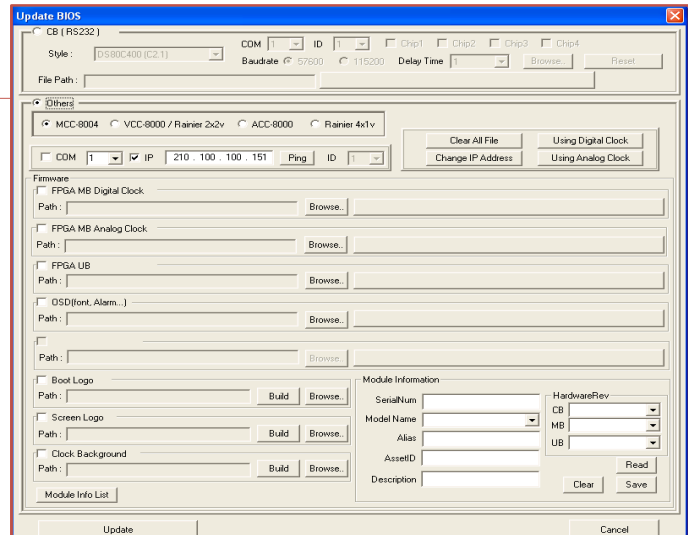 Update BIOS
CB ( RS232 )
Style : DS80C400 (C2.1) COM 1 ID 1 Chip1 Chip2 Chip3 Chip4
Baudrate 57600 115200 Delay Time 1 Browse.. Reset
File Path :
Others
MCC-8004 VCC-8000 / Rainier 2x2v ACC-8000 Rainier 4x1v
Clear All File Using Digital Clock
COM 1 IP 210 . 100 . 100 . 151 Ping ID 1 Change IP Address Using Analog Clock
Firmware
FPGA MB Digital Clock
Path : Browse..
FPGA MB Analog Clock
Path : Browse..
FPGA UB
Path : Browse..
OSD(font, Alarm...)
Path : Browse..
Path : Browse..
Boot Logo
Path : Build Browse..
Screen Logo
Path : Build Browse..
Clock Background
Path : Build Browse..
Module Info List
Module Information
SerialNum
Model Name
Alias
AssetID
Description
HardwareRev
CB
MB
UB
Read
Clear Save
Update Cancel